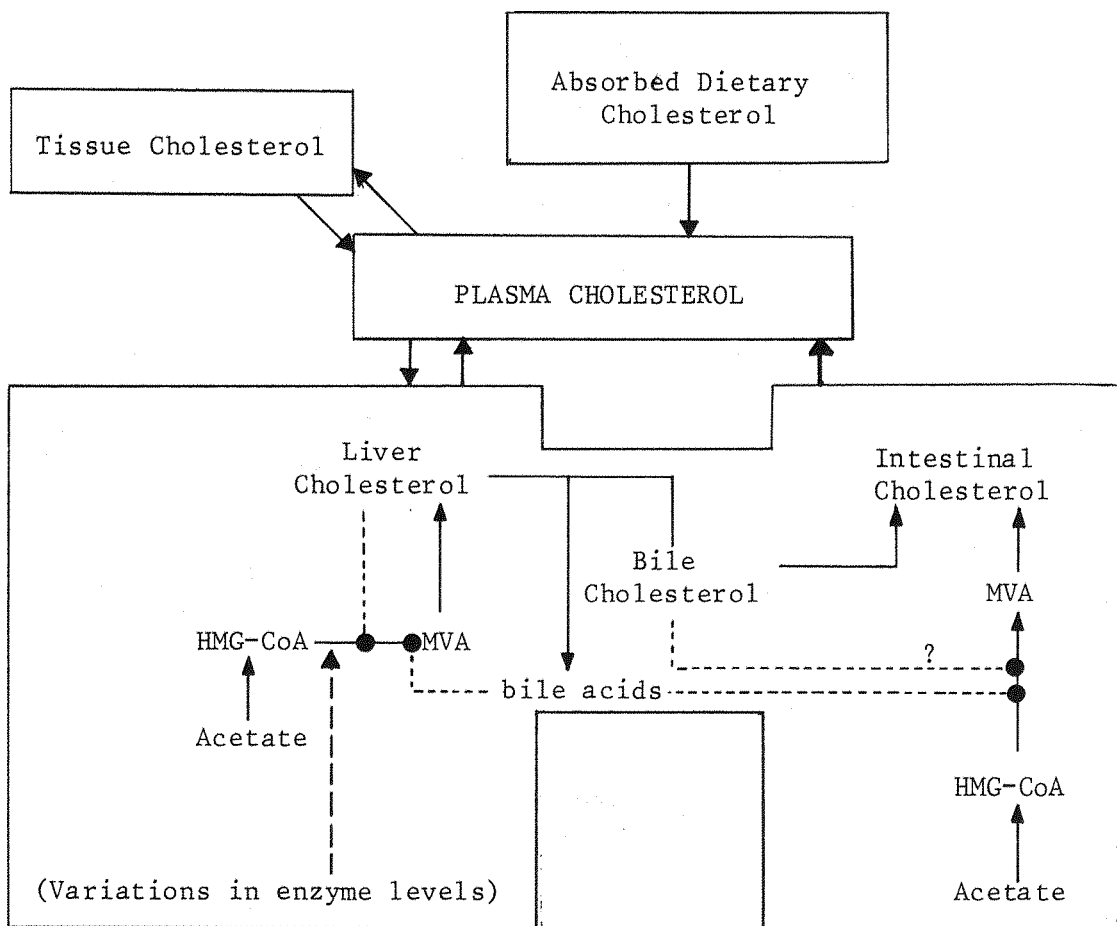 Absorbed Dietary
Cholesterol
Tissue Cholesterol
PLASMA CHOLESTEROL
Liver
Cholesterol
Intestinal
Cholesterol
Bile
Cholesterol
MVA
HMG-CoA
MVA
?
bile acids
Acetate
HMG-CoA
(Variations in enzyme levels)
Acetate